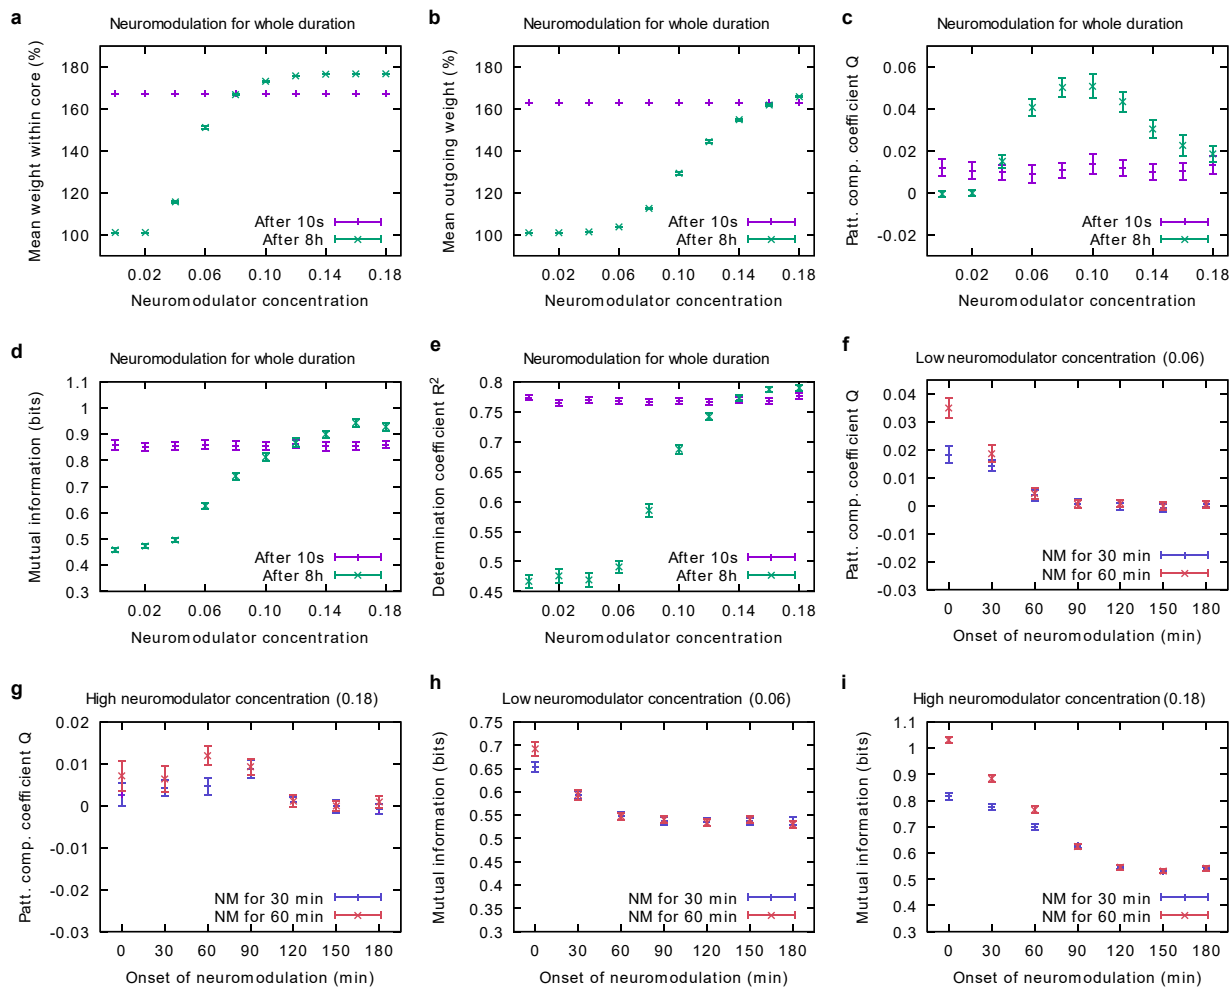 a
Neuromodulation for whole duration
Mean weight within core (%)
180
160
140
120
100
0.02
0.06
0.10
0.14
0.18
After 10s
After 8h
Neuromodulator concentration
b
Neuromodulation for whole duration
Mean outgoing weight (%)
180
160
140
120
100
0.02
0.06
0.10
0.14
0.18
After 10s
After 8h
Neuromodulator concentration
c
Neuromodulation for whole duration
Patt. comp. coefficient Q
0.06
0.04
0.02
0
-0.02
0.02
0.06
0.10
0.14
0.18
After 10s
After 8h
Neuromodulator concentration
d
Neuromodulation for whole duration
Mutual information (bits)
1.1
1
0.9
0.8
0.7
0.6
0.5
0.4
0.3
0.02
0.06
0.10
0.14
0.18
After 10s
After 8h
Neuromodulator concentration
e
Neuromodulation for whole duration
Determination coefficient R²
0.8
0.75
0.7
0.65
0.6
0.55
0.5
0.45
0.02
0.06
0.10
0.14
0.18
After 10s
After 8h
Neuromodulator concentration
f
Low neuromodulator concentration (0.06)
Patt. comp. coefficient Q
0.04
0.03
0.02
0.01
0
-0.01
-0.02
-0.03
0
30
60
90
120
150
180
NM for 30 min
NM for 60 min
Onset of neuromodulation (min)
g
High neuromodulator concentration (0.18)
Patt. comp. coefficient Q
0.02
0.01
0
-0.01
-0.02
-0.03
0
30
60
90
120
150
180
NM for 30 min
NM for 60 min
Onset of neuromodulation (min)
h
Low neuromodulator concentration (0.06)
Mutual information (bits)
0.75
0.7
0.65
0.6
0.55
0.5
0.45
0.4
0.35
0.3
0
30
60
90
120
150
180
NM for 30 min
NM for 60 min
Onset of neuromodulation (min)
i
High neuromodulator concentration (0.18)
Mutual information (bits)
1.1
1
0.9
0.8
0.7
0.6
0.5
0.4
0.3
0
30
60
90
120
150
180
NM for 30 min
NM for 60 min
Onset of neuromodulation (min)